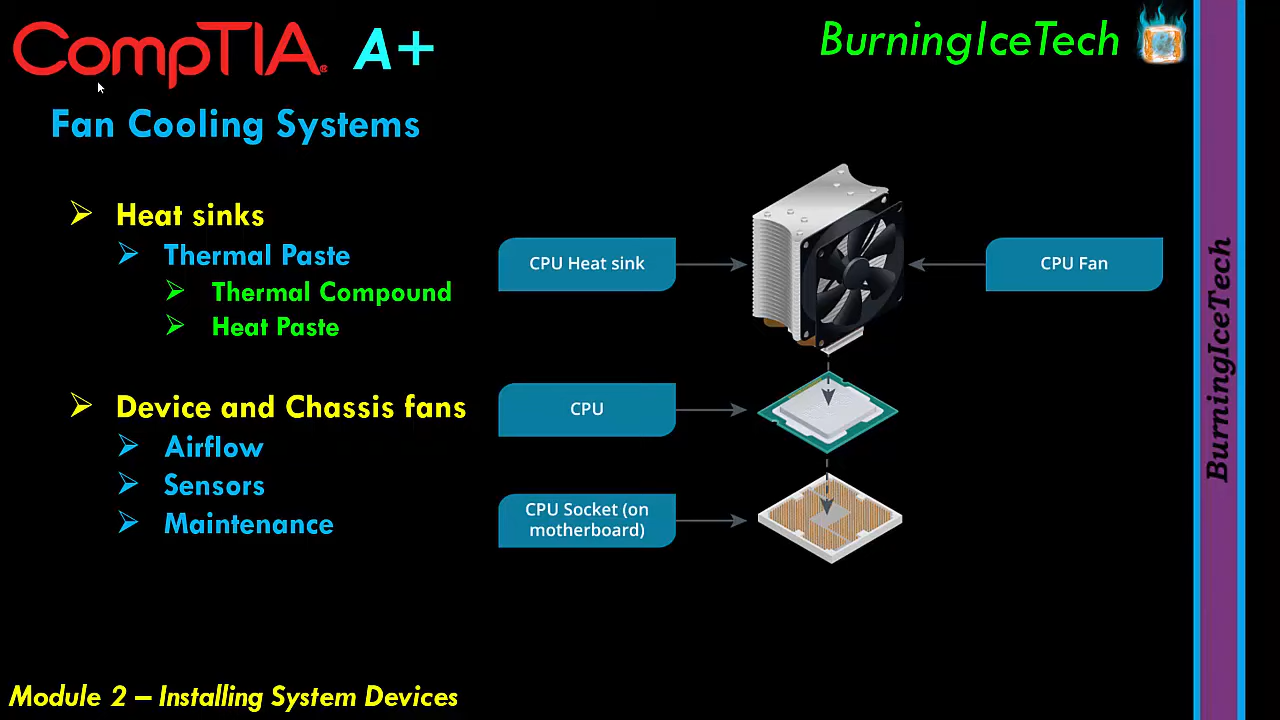 CompTIA® A+
BurningIceTech
Fan Cooling Systems
Heat sinks
Thermal Paste
Thermal Compound
Heat Paste
Device and Chassis fans
Airflow
Sensors
Maintenance
CPU Heat sink
CPU Fan
CPU
CPU Socket (on
motherboard)
BurningIceTech
Module 2 – Installing System Devices